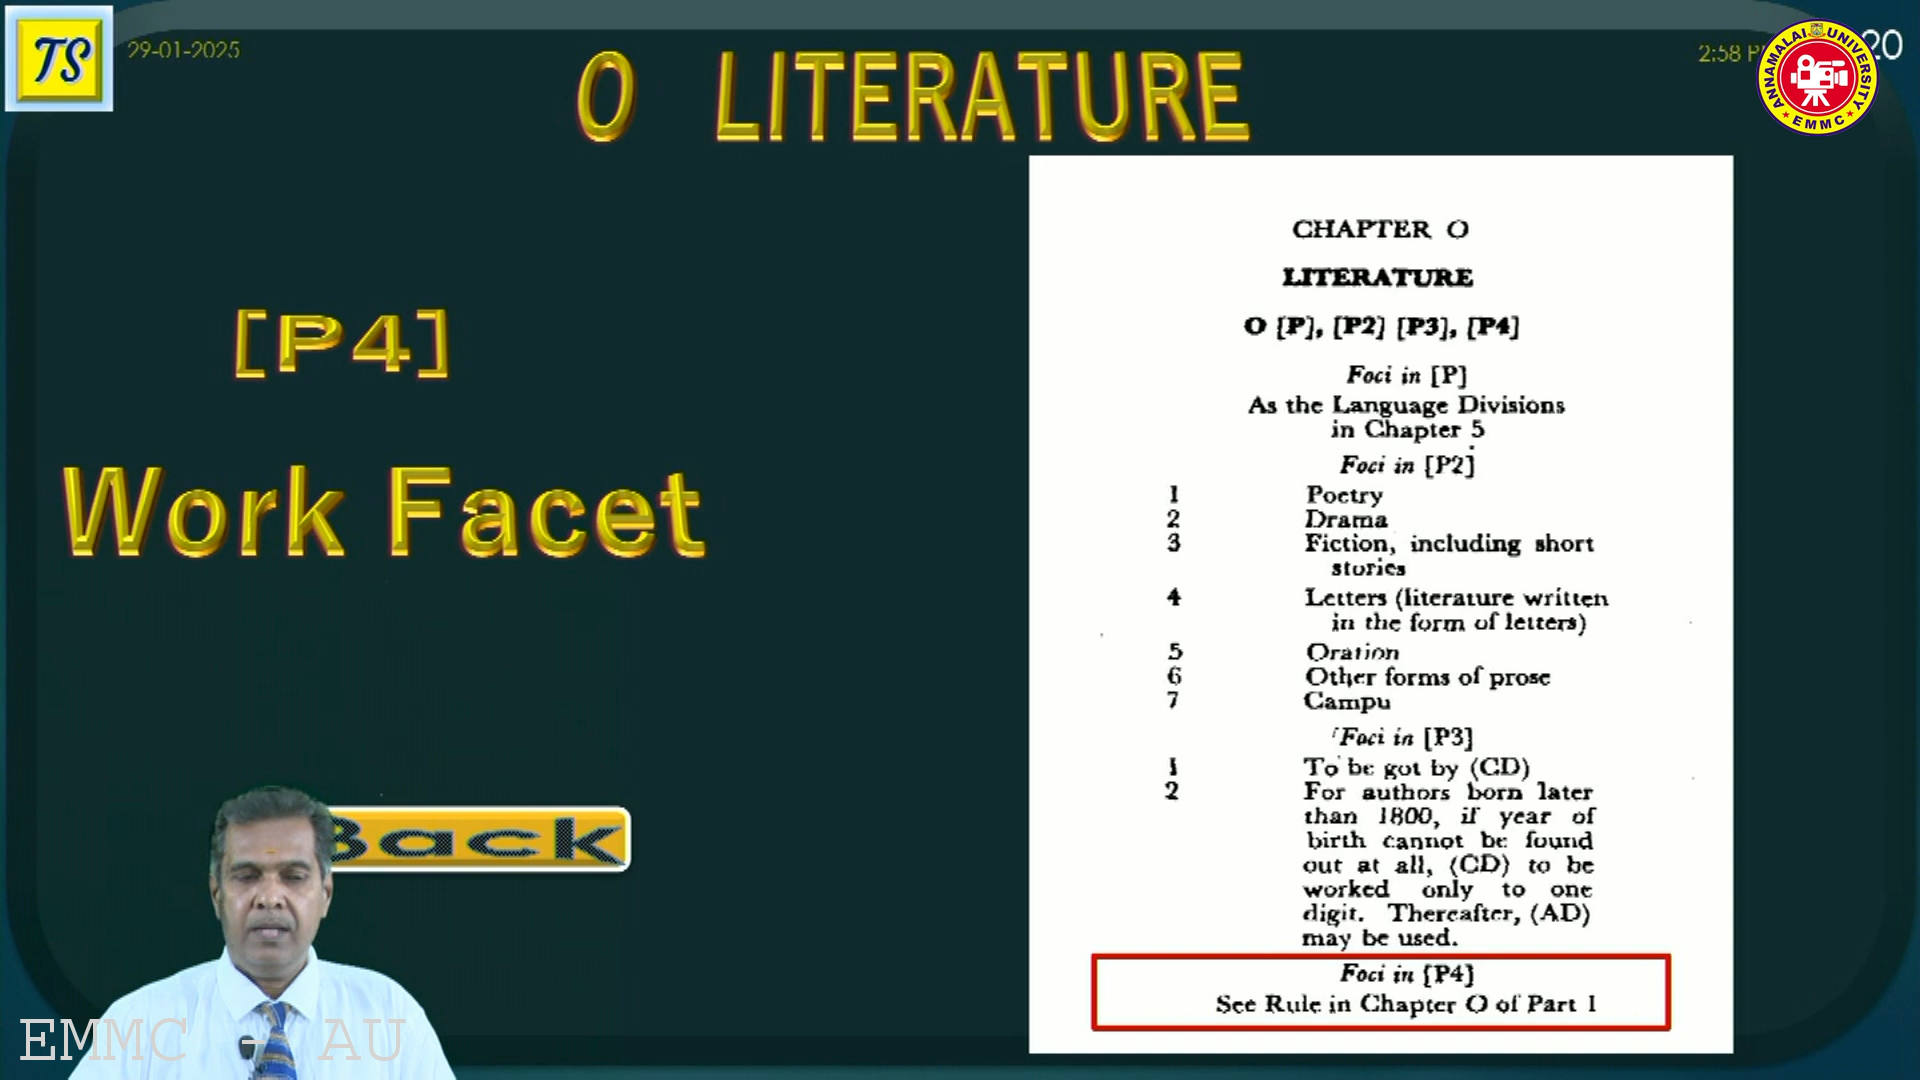 TS
29-01-2025
O LITERATURE
2:58 P
20
ANNAMALAI UNIVERSITY
EMMC
[P4]
Work Facet
Back
EMMC - AU
CHAPTER O
LITERATURE
O [P], [P2] [P3], [P4]
Foci in [P]
As the Language Divisions
in Chapter 5
Foci in [P2]
1 Poetry
2 Drama
3 Fiction, including short
stories
4 Letters (literature written
in the form of letters)
5 Oration
6 Other forms of prose
7 Campu
Foci in [P3]
1 To be got by (CD)
2 For authors born later
than 1800, if year of
birth cannot be found
out at all, (CD) to be
worked only to one
digit. Thereafter, (AD)
may be used.
Foci in [P4]
See Rule in Chapter O of Part 1